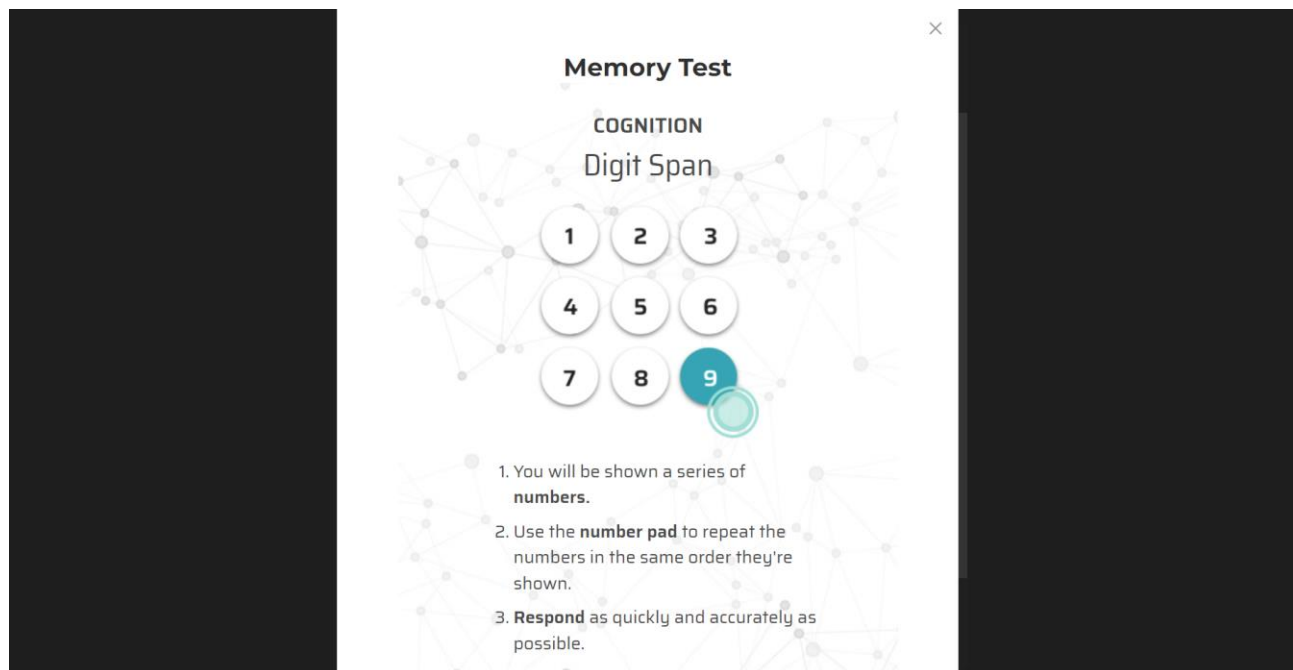 Memory Test
COGNITION
Digit Span
1 2 3
4 5 6
7 8 9
1. You will be shown a series of
numbers.
2. Use the number pad to repeat the
numbers in the same order they're
shown.
3. Respond as quickly and accurately as
possible.